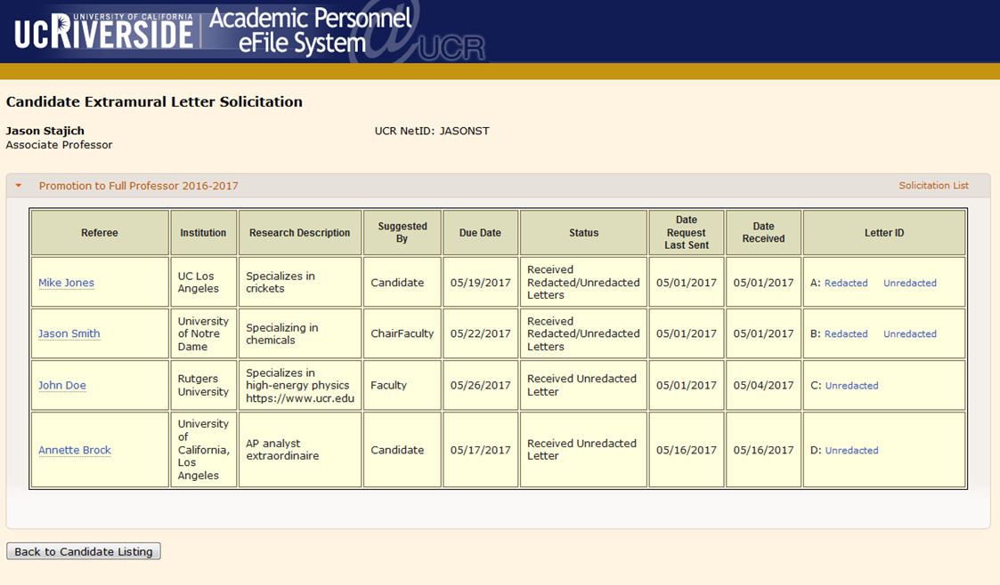 UNIVERSITY OF CALIFORNIA
UCRIVERSIDE
Academic Personnel
eFile System
@UCR
Candidate Extramural Letter Solicitation
Jason Stajich
UCR NetID: JASONST
Associate Professor
Promotion to Full Professor 2016-2017
Solicitation List
Referee
Institution
Research Description
Suggested
By
Due Date
Status
Date
Request
Last Sent
Date
Received
Letter ID
Mike Jones
UC Los
Angeles
Specializes in
crickets
Candidate
05/19/2017
Received
Redacted/Unredacted
Letters
05/01/2017
05/01/2017
A: Redacted Unredacted
Jason Smith
University
of Notre
Dame
Specializing in
chemicals
ChairFaculty
05/22/2017
Received
Redacted/Unredacted
Letters
05/01/2017
05/01/2017
B: Redacted Unredacted
John Doe
Rutgers
University
Specializes in
high-energy physics
https://www.ucr.edu
Faculty
05/26/2017
Received Unredacted
Letter
05/01/2017
05/04/2017
C: Unredacted
Annette Brock
University
of
California,
Los
Angeles
AP analyst
extraordinaire
Candidate
05/17/2017
Received Unredacted
Letter
05/16/2017
05/16/2017
D: Unredacted
Back to Candidate Listing